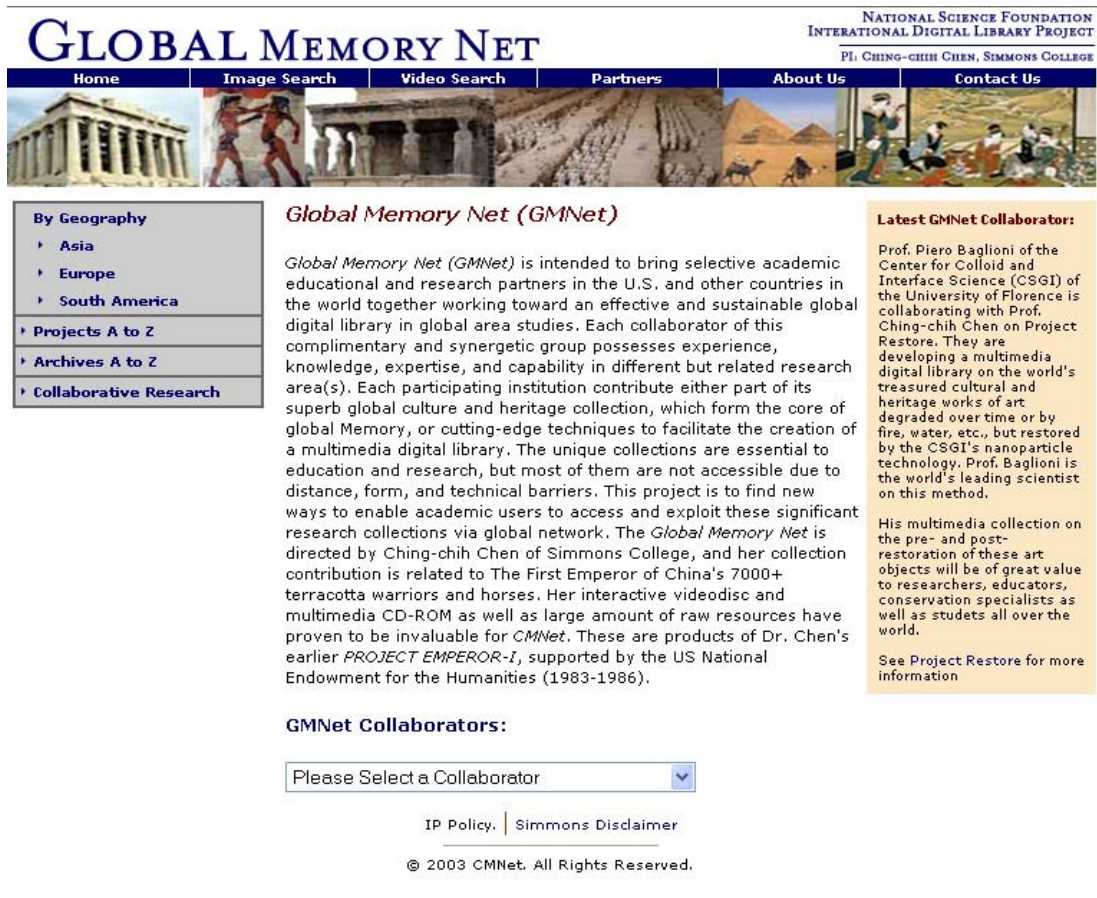 GLOBAL MEMORY NET
NATIONAL SCIENCE FOUNDATION
INTERATIONAL DIGITAL LIBRARY PROJECT
PI: CHING-CHIH CHEN, SIMMONS COLLEGE
Home Image Search Video Search Partners About Us Contact Us
By Geography
Asia
Europe
South America
Projects A to Z
Archives A to Z
Collaborative Research
Global Memory Net (GMNet)
Global Memory Net (GMNet) is intended to bring selective academic
educational and research partners in the U.S. and other countries in
the world together working toward an effective and sustainable global
digital library in global area studies. Each collaborator of this
complimentary and synergetic group possesses experience,
knowledge, expertise, and capability in different but related research
area(s). Each participating institution contribute either part of its
superb global culture and heritage collection, which form the core of
global Memory, or cutting-edge techniques to facilitate the creation of
a multimedia digital library. The unique collections are essential to
education and research, but most of them are not accessible due to
distance, form, and technical barriers. This project is to find new
ways to enable academic users to access and exploit these significant
research collections via global network. The Global Memory Net is
directed by Ching-chih Chen of Simmons College, and her collection
contribution is related to The First Emperor of China's 7000+
terracotta warriors and horses. Her interactive videodisc and
multimedia CD-ROM as well as large amount of raw resources have
proven to be invaluable for CMNet. These are products of Dr. Chen's
earlier PROJECT EMPEROR-I, supported by the US National
Endowment for the Humanities (1983-1986).
GMNet Collaborators:
Please Select a Collaborator
IP Policy. | Simmons Disclaimer
© 2003 CMNet. All Rights Reserved.
Latest GMNet Collaborator:
Prof. Piero Baglioni of the
Center for Colloid and
Interface Science (CSGI) of
the University of Florence is
collaborating with Prof.
Ching-chih Chen on Project
Restore. They are
developing a multimedia
digital library on the world's
treasured cultural and
heritage works of art
degraded over time or by
fire, water, etc., but restored
by the CSGI's nanoparticle
technology. Prof. Baglioni is
the world's leading scientist
on this method.
His multimedia collection on
the pre- and post-
restoration of these art
objects will be of great value
to researchers, educators,
conservation specialists as
well as studets all over the
world.
See Project Restore for more
information